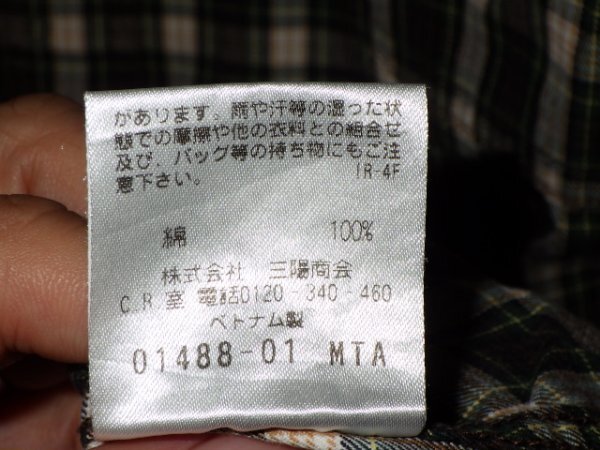 があります。雨や汗等の湿った状
態での摩擦や他の衣料との組合せ
及び、バッグ等の持ち物にもご注
意下さい。 IR-4F
綿 100%
株式会社 三陽商会
C.R室 電話0120-340-460
ベトナム製
01488-01 MTA